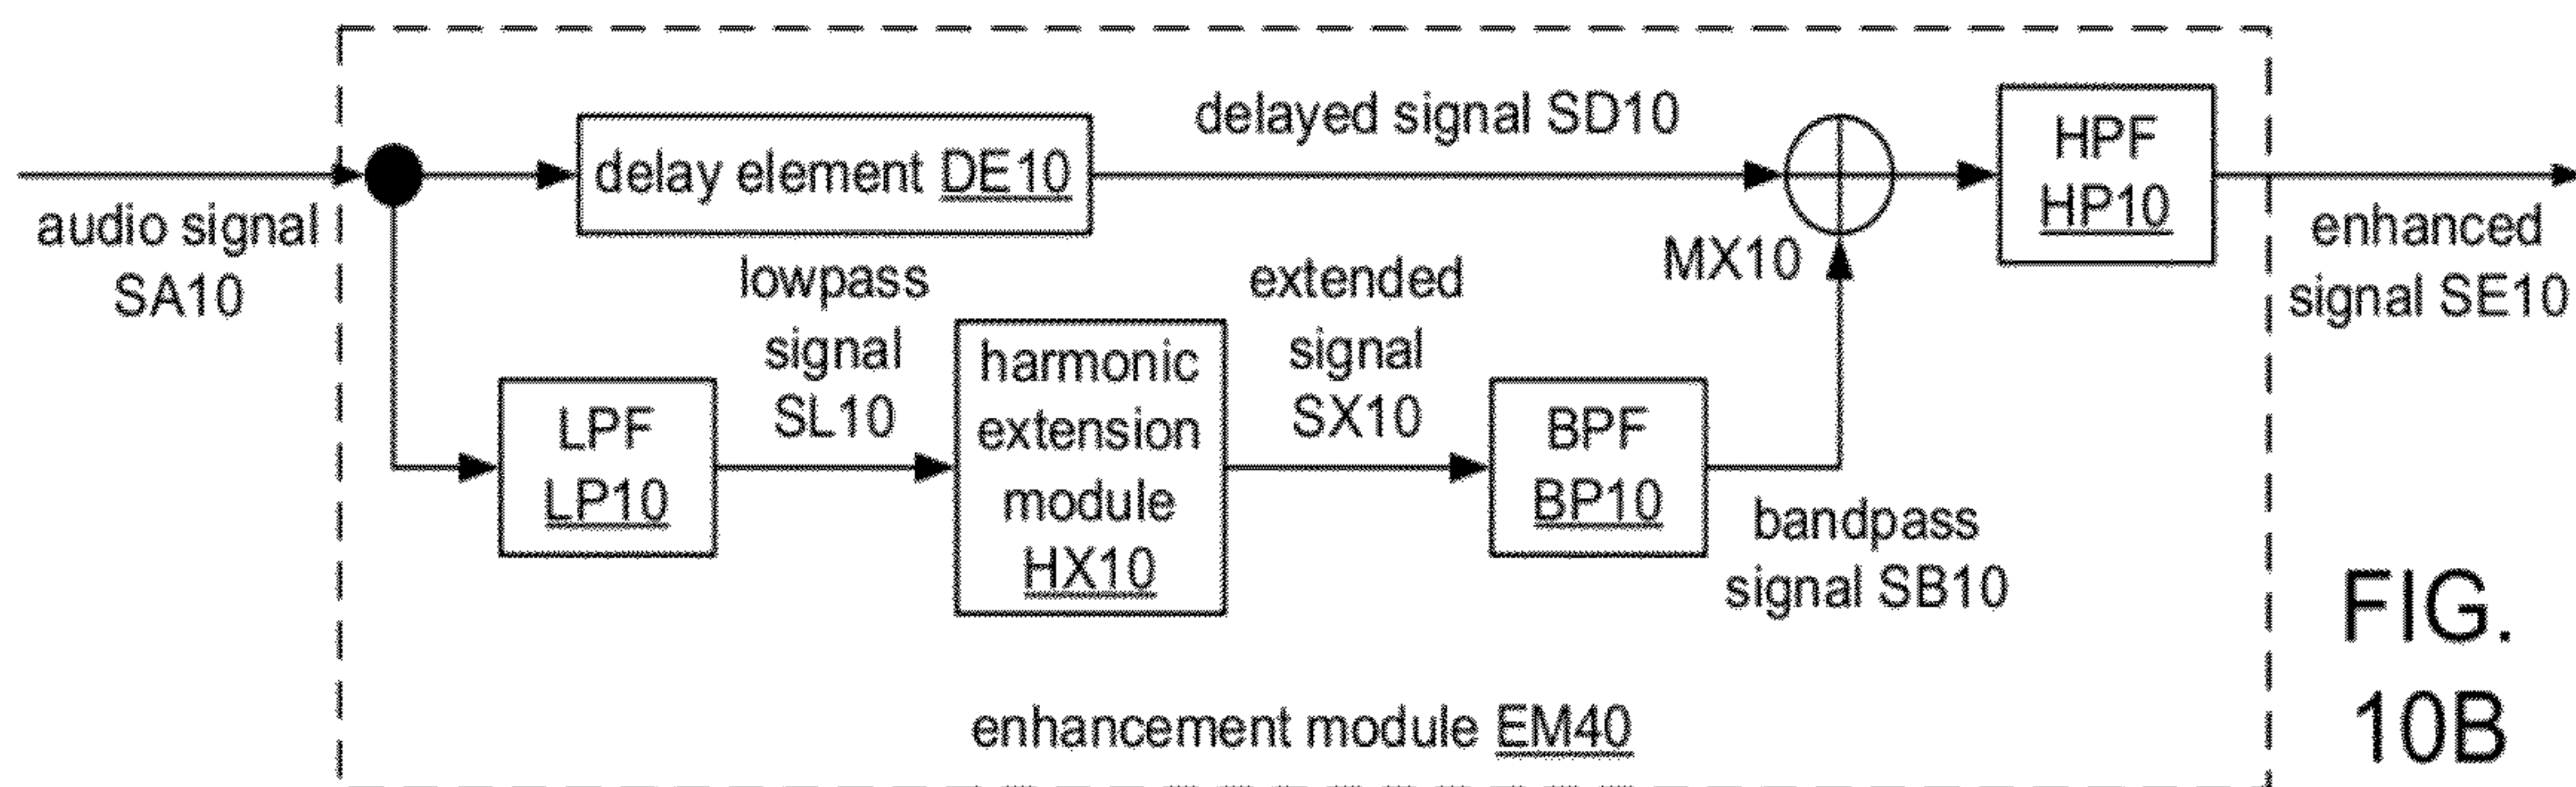 audio signal
SA10
delay element DE10
delayed signal SD10
MX10
HPF
HP10
enhanced
signal SE10
LPF
LP10
lowpass
signal
SL10
harmonic
extension
module
HX10
extended
signal
SX10
BPF
BP10
bandpass
signal SB10
enhancement module EM40
FIG.
10B